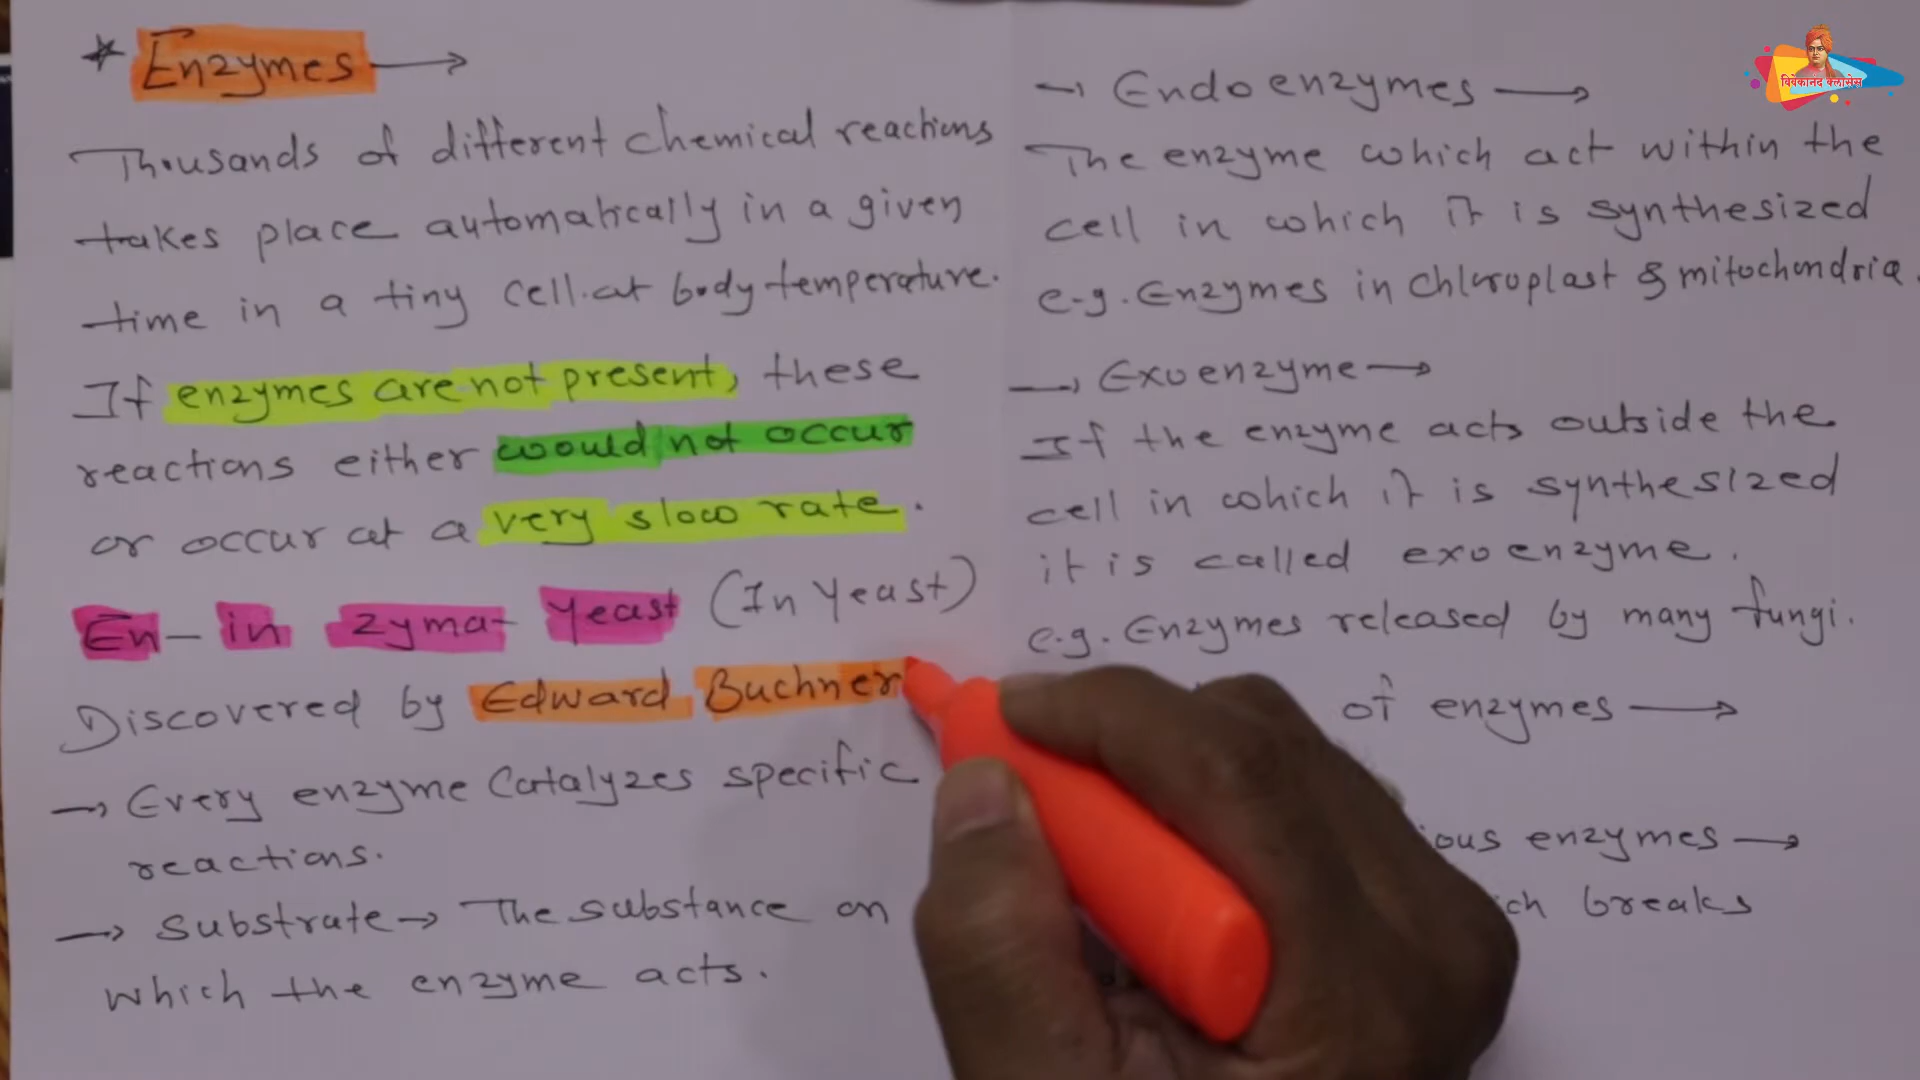 * Enzymes →
Thousands of different chemical reactions
takes place automatically in a given
time in a tiny cell.at body temperature.
If enzymes are not present, these
reactions either would not occur
or occur at a very slow rate.
En - in zyma- Yeast (In Yeast)
Discovered by Edward Buchner
→ Every enzyme Catalyzes specific
reactions.
→ Substrate → The substance on
which the enzyme acts.
→ Endoenzymes →
The enzyme which act within the
cell in which it is synthesized
e.g. Enzymes in chloroplast & mitochondria.
→ Exoenzyme →
If the enzyme acts outside the
cell in which it is synthesized
it is called exoenzyme.
e.g. Enzymes released by many fungi.
of enzymes →
enzymes →
breaks
विवेकानंद क्लासेस